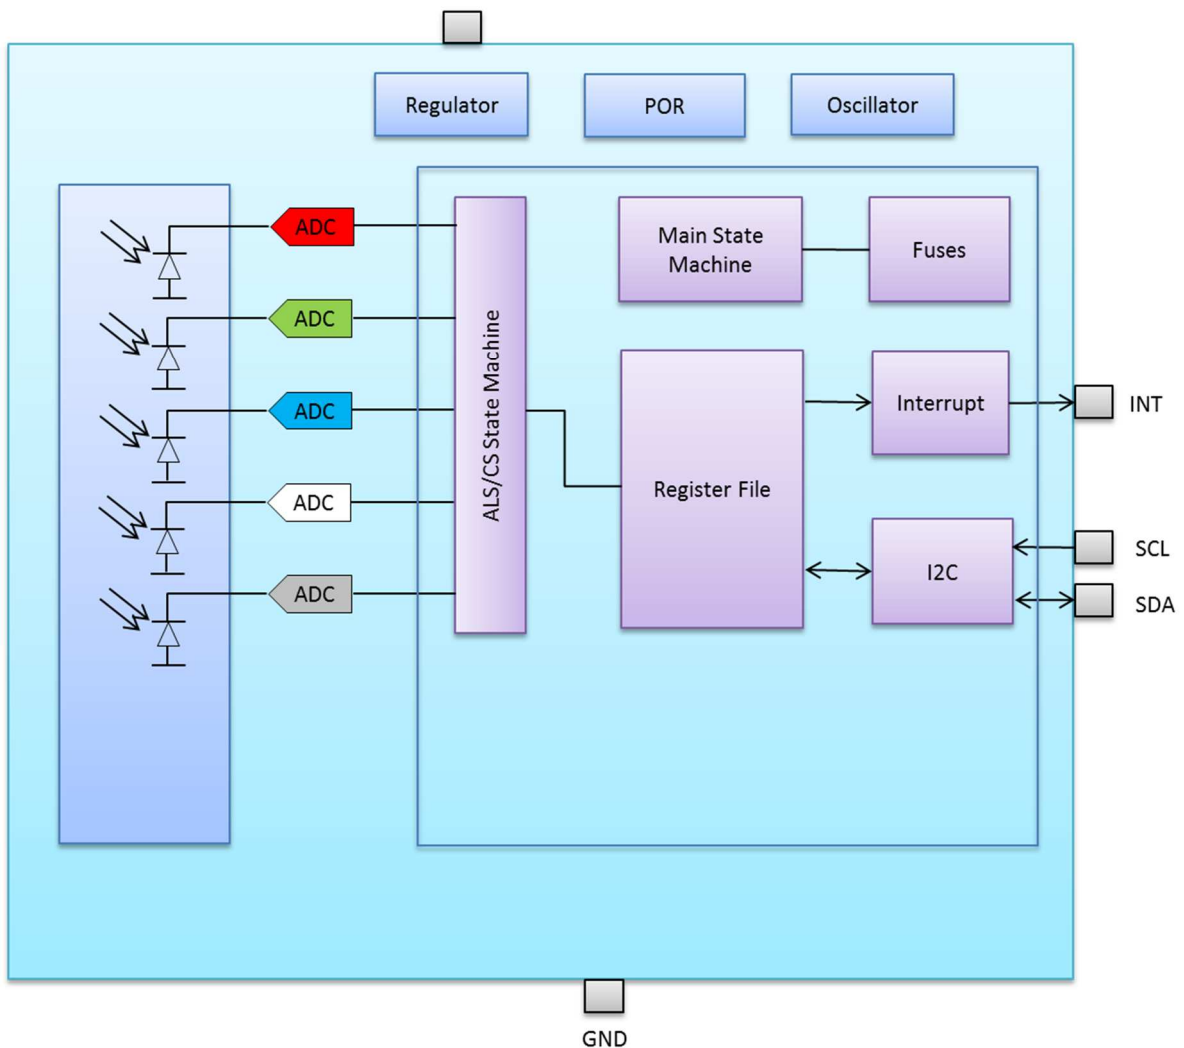 Regulator
POR
Oscillator
ADC
ADC
ADC
ADC
ADC
ALS/CS State Machine
Main State
Machine
Fuses
Register File
Interrupt
I2C
INT
SCL
SDA
GND